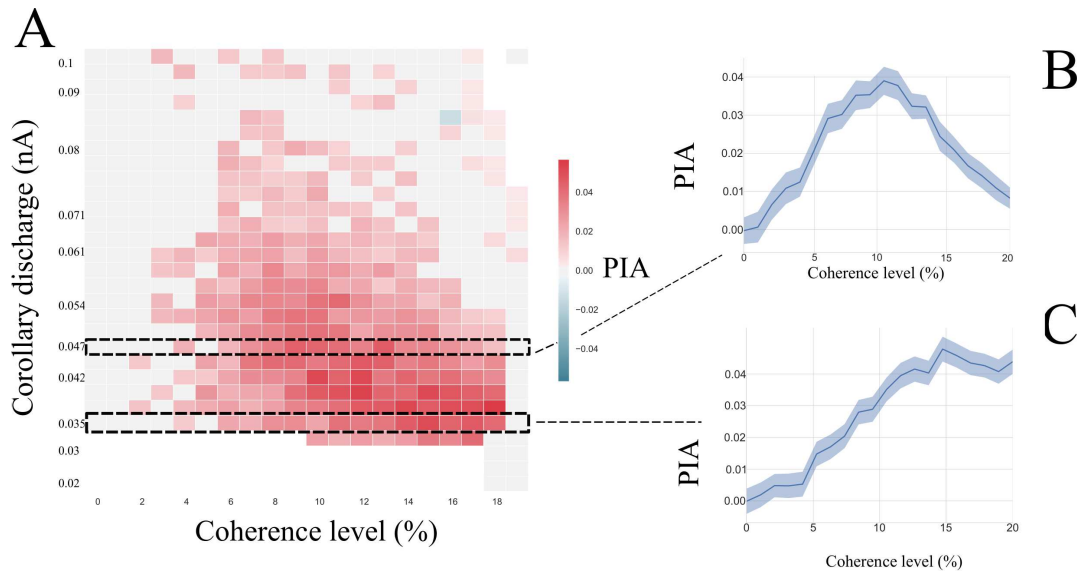 A
Corollary discharge (nA)
0.1
0.09
0.08
0.071
0.061
0.054
0.047
0.042
0.035
0.03
0.02
0 2 4 6 8 10 12 14 16 18
Coherence level (%)
0.04
0.02
0.00
−0.02
−0.04
PIA
B
PIA
0.04
0.03
0.02
0.01
0.00
0 5 10 15 20
Coherence level (%)
C
PIA
0.04
0.03
0.02
0.01
0.00
0 5 10 15 20
Coherence level (%)